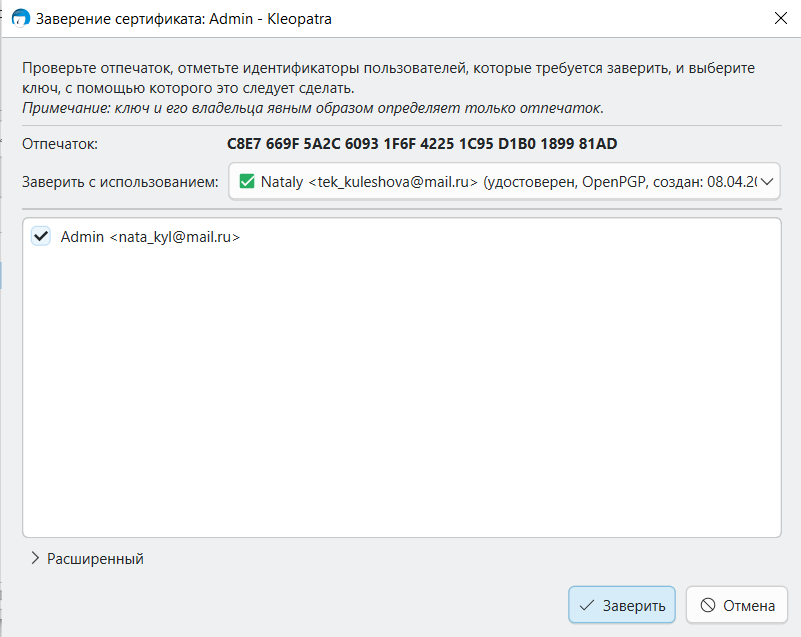 Заверение сертификата: Admin - Kleopatra
Проверьте отпечаток, отметьте идентификаторы пользователей, которые требуется заверить, и выберите
ключ, с помощью которого это следует сделать.
Примечание: ключ и его владельца явным образом определяет только отпечаток.
Отпечаток: C8E7 669F 5A2C 6093 1F6F 4225 1C95 D1B0 1899 81AD
Заверить с использованием: Nataly <tek_kuleshova@mail.ru> (удостоверен, OpenPGP, создан: 08.04.20
Admin <nata_kyl@mail.ru>
Расширенный
Заверить Отмена